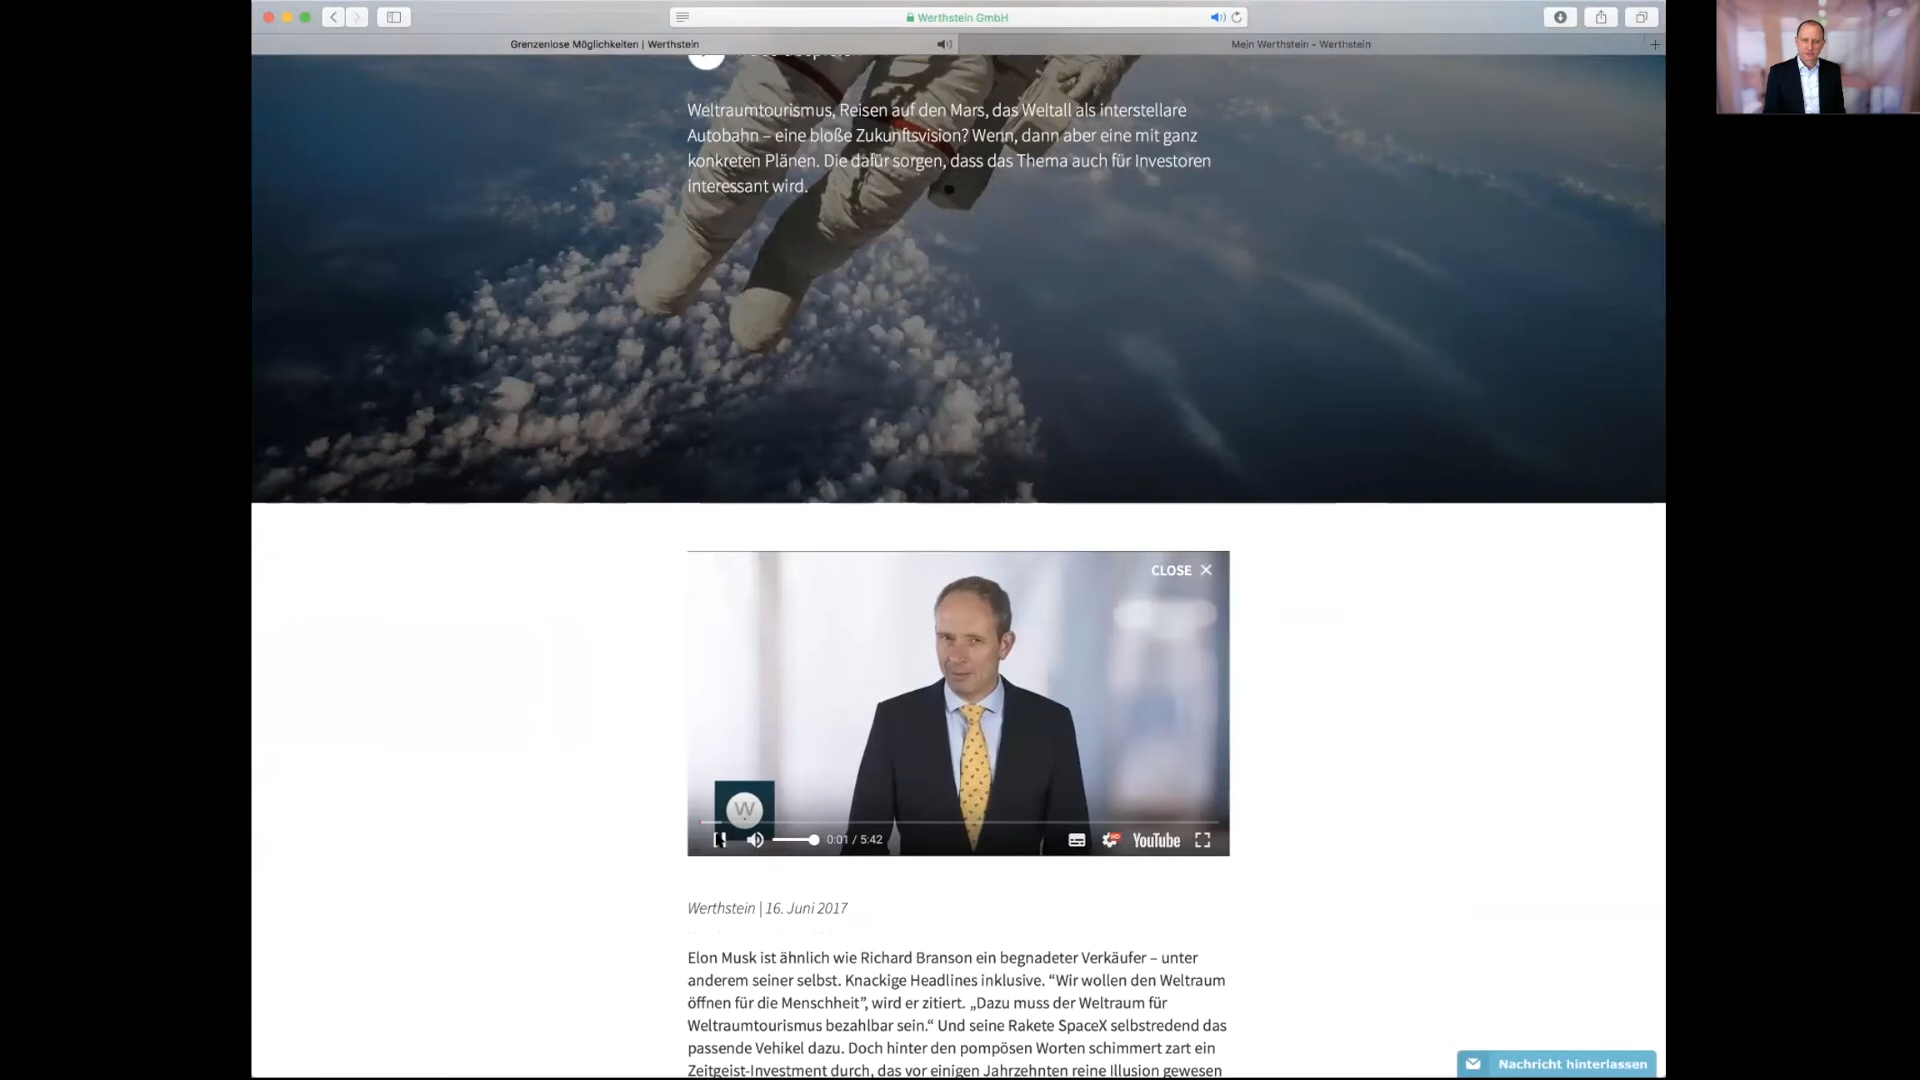 Werthstein GmbH
Grenzenlose Möglichkeiten | Werthstein
Mein Werthstein - Werthstein
Weltraumtourismus, Reisen auf den Mars, das Weltall als interstellare
Autobahn – eine bloße Zukunftsvision? Wenn, dann aber eine mit ganz
konkreten Plänen. Die dafür sorgen, dass das Thema auch für Investoren
interessant wird.
CLOSE
W
0:01 / 5:42
HD
YouTube
Werthstein | 16. Juni 2017
Elon Musk ist ähnlich wie Richard Branson ein begnadeter Verkäufer – unter
anderem seiner selbst. Knackige Headlines inklusive. “Wir wollen den Weltraum
öffnen für die Menschheit”, wird er zitiert. „Dazu muss der Weltraum für
Weltraumtourismus bezahlbar sein.“ Und seine Rakete SpaceX selbstredend das
passende Vehikel dazu. Doch hinter den pompösen Worten schimmert zart ein
Zeitgeist-Investment durch, das vor einigen Jahrzehnten reine Illusion gewesen
Nachricht hinterlassen